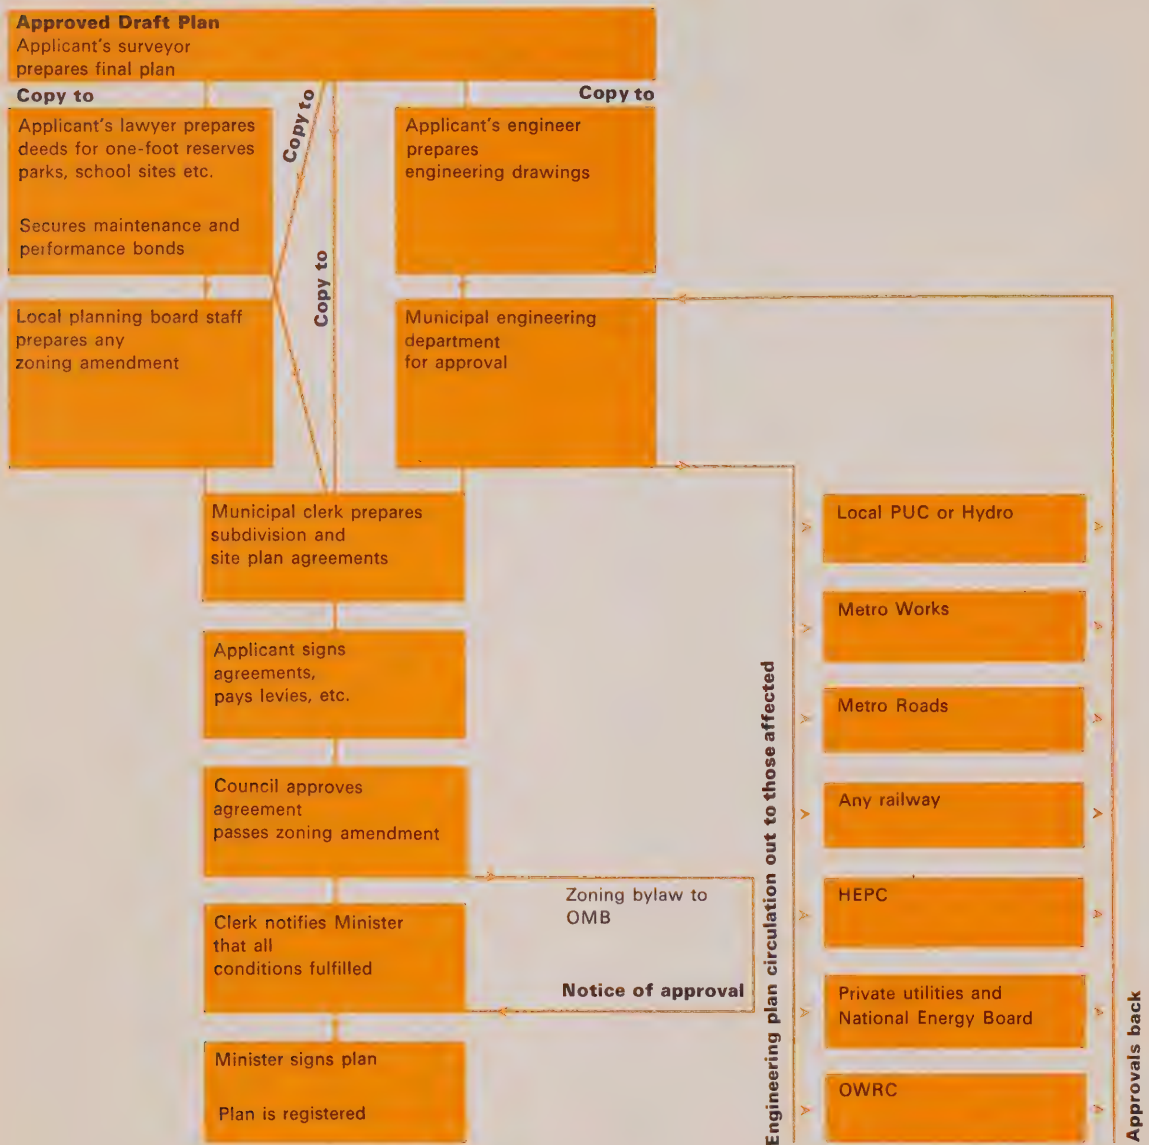 Approved Draft Plan
Applicant's surveyor
prepares final plan
Copy to
Copy to
Copy to
Copy to
Applicant's lawyer prepares
deeds for one-foot reserves
parks, school sites etc.
Secures maintenance and
performance bonds
Applicant's engineer
prepares
engineering drawings
Local planning board staff
prepares any
zoning amendment
Municipal engineering
department
for approval
Municipal clerk prepares
subdivision and
site plan agreements
Applicant signs
agreements,
pays levies, etc.
Council approves
agreement
passes zoning amendment
Zoning bylaw to
OMB
Clerk notifies Minister
that all
conditions fulfilled
Notice of approval
Minister signs plan
Plan is registered
Engineering plan circulation out to those affected
Local PUC or Hydro
Metro Works
Metro Roads
Any railway
HEPC
Private utilities and
National Energy Board
OWRC
Approvals back